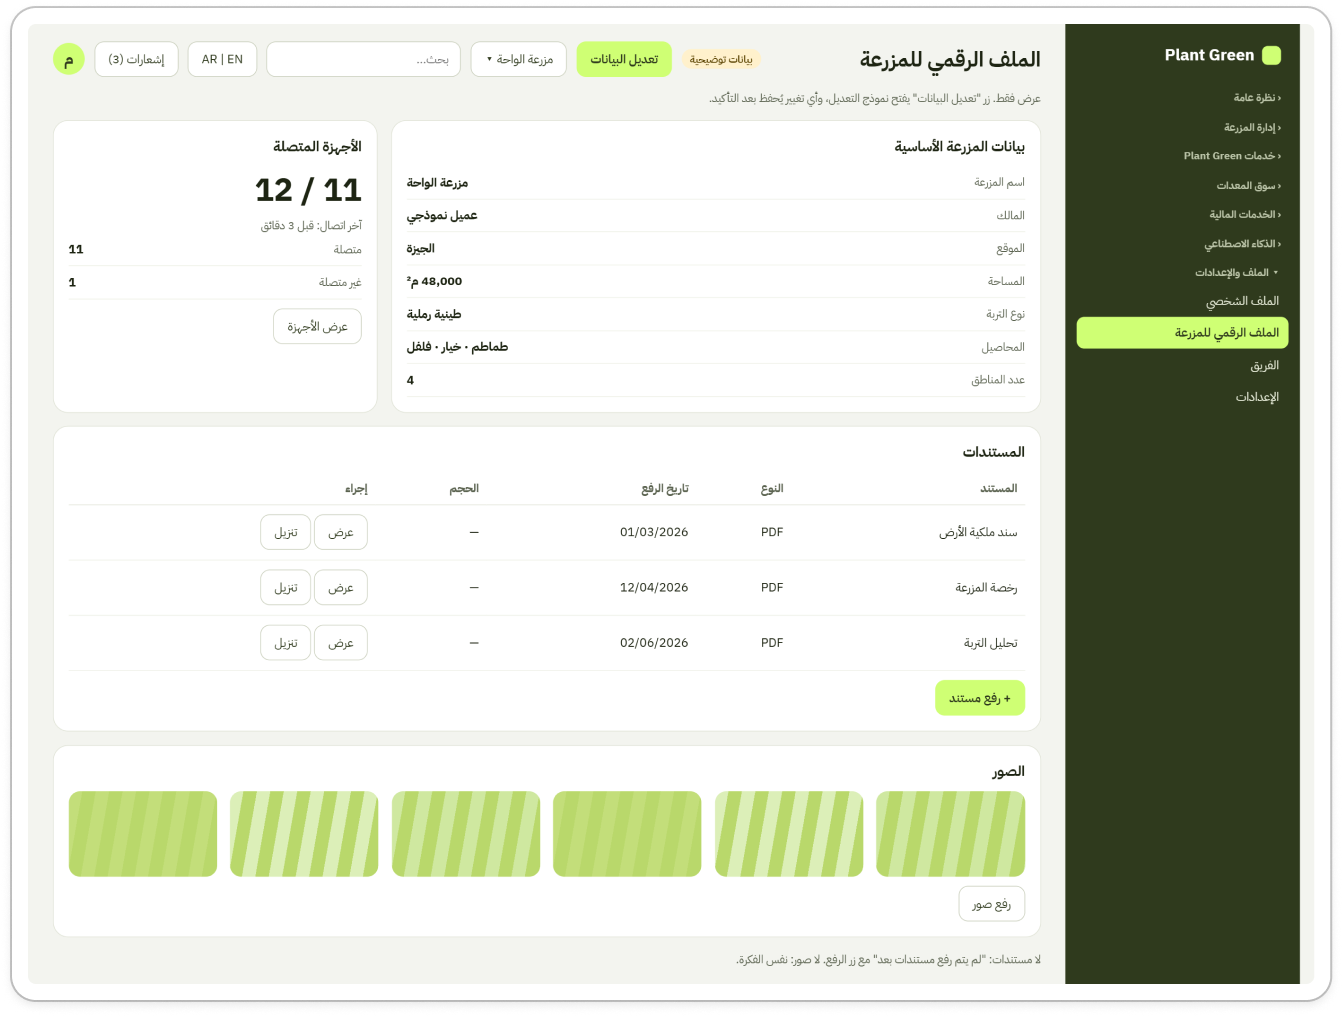 Plant Green
‹ نظرة عامة
‹ إدارة المزرعة
‹ خدمات Plant Green
‹ سوق المعدات
‹ الخدمات المالية
‹ الذكاء الاصطناعي
▾ الملف والإعدادات
الملف الشخصي
الملف الرقمي للمزرعة
الفريق
الإعدادات
الملف الرقمي للمزرعة
بيانات توضيحية
تعديل البيانات
مزرعة الواحة ▾
بحث...
AR | EN
إشعارات (3)
م
عرض فقط. زر "تعديل البيانات" يفتح نموذج التعديل، وأي تغيير يُحفظ بعد التأكيد.
بيانات المزرعة الأساسية
اسم المزرعة مزرعة الواحة
المالك عميل نموذجي
الموقع الجيزة
المساحة 48,000 م²
نوع التربة طينية رملية
المحاصيل طماطم · خيار · فلفل
عدد المناطق 4
الأجهزة المتصلة
11 / 12
آخر اتصال: قبل 3 دقائق
متصلة 11
غير متصلة 1
عرض الأجهزة
المستندات
المستند النوع تاريخ الرفع الحجم إجراء
سند ملكية الأرض PDF 01/03/2026 — عرض تنزيل
رخصة المزرعة PDF 12/04/2026 — عرض تنزيل
تحليل التربة PDF 02/06/2026 — عرض تنزيل
+ رفع مستند
الصور
رفع صور
لا مستندات: "لم يتم رفع مستندات بعد" مع زر الرفع. لا صور: نفس الفكرة.